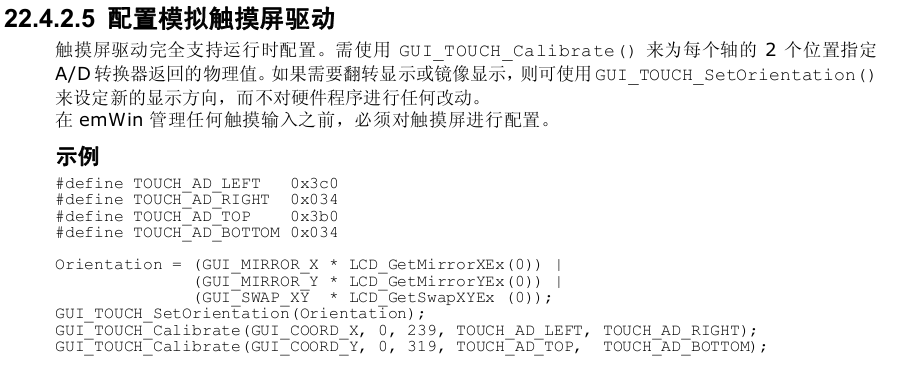 22.4.2.5 配置模拟触摸屏驱动
触摸屏驱动完全支持运行时配置。需使用 GUI_TOUCH_Calibrate() 来为每个轴的 2 个位置指定
A/D 转换器返回的物理值。如果需要翻转显示或镜像显示，则可使用 GUI_TOUCH_SetOrientation()
来设定新的显示方向，而不对硬件程序进行任何改动。
在 emWin 管理任何触摸输入之前，必须对触摸屏进行配置。
示例
#define TOUCH_AD_LEFT   0x3c0
#define TOUCH_AD_RIGHT  0x034
#define TOUCH_AD_TOP    0x3b0
#define TOUCH_AD_BOTTOM 0x034
Orientation = (GUI_MIRROR_X * LCD_GetMirrorXEx(0)) |
              (GUI_MIRROR_Y * LCD_GetMirrorYEx(0)) |
              (GUI_SWAP_XY  * LCD_GetSwapXYEx (0));
GUI_TOUCH_SetOrientation(Orientation);
GUI_TOUCH_Calibrate(GUI_COORD_X, 0, 239, TOUCH_AD_LEFT, TOUCH_AD_RIGHT);
GUI_TOUCH_Calibrate(GUI_COORD_Y, 0, 319, TOUCH_AD_TOP,  TOUCH_AD_BOTTOM);